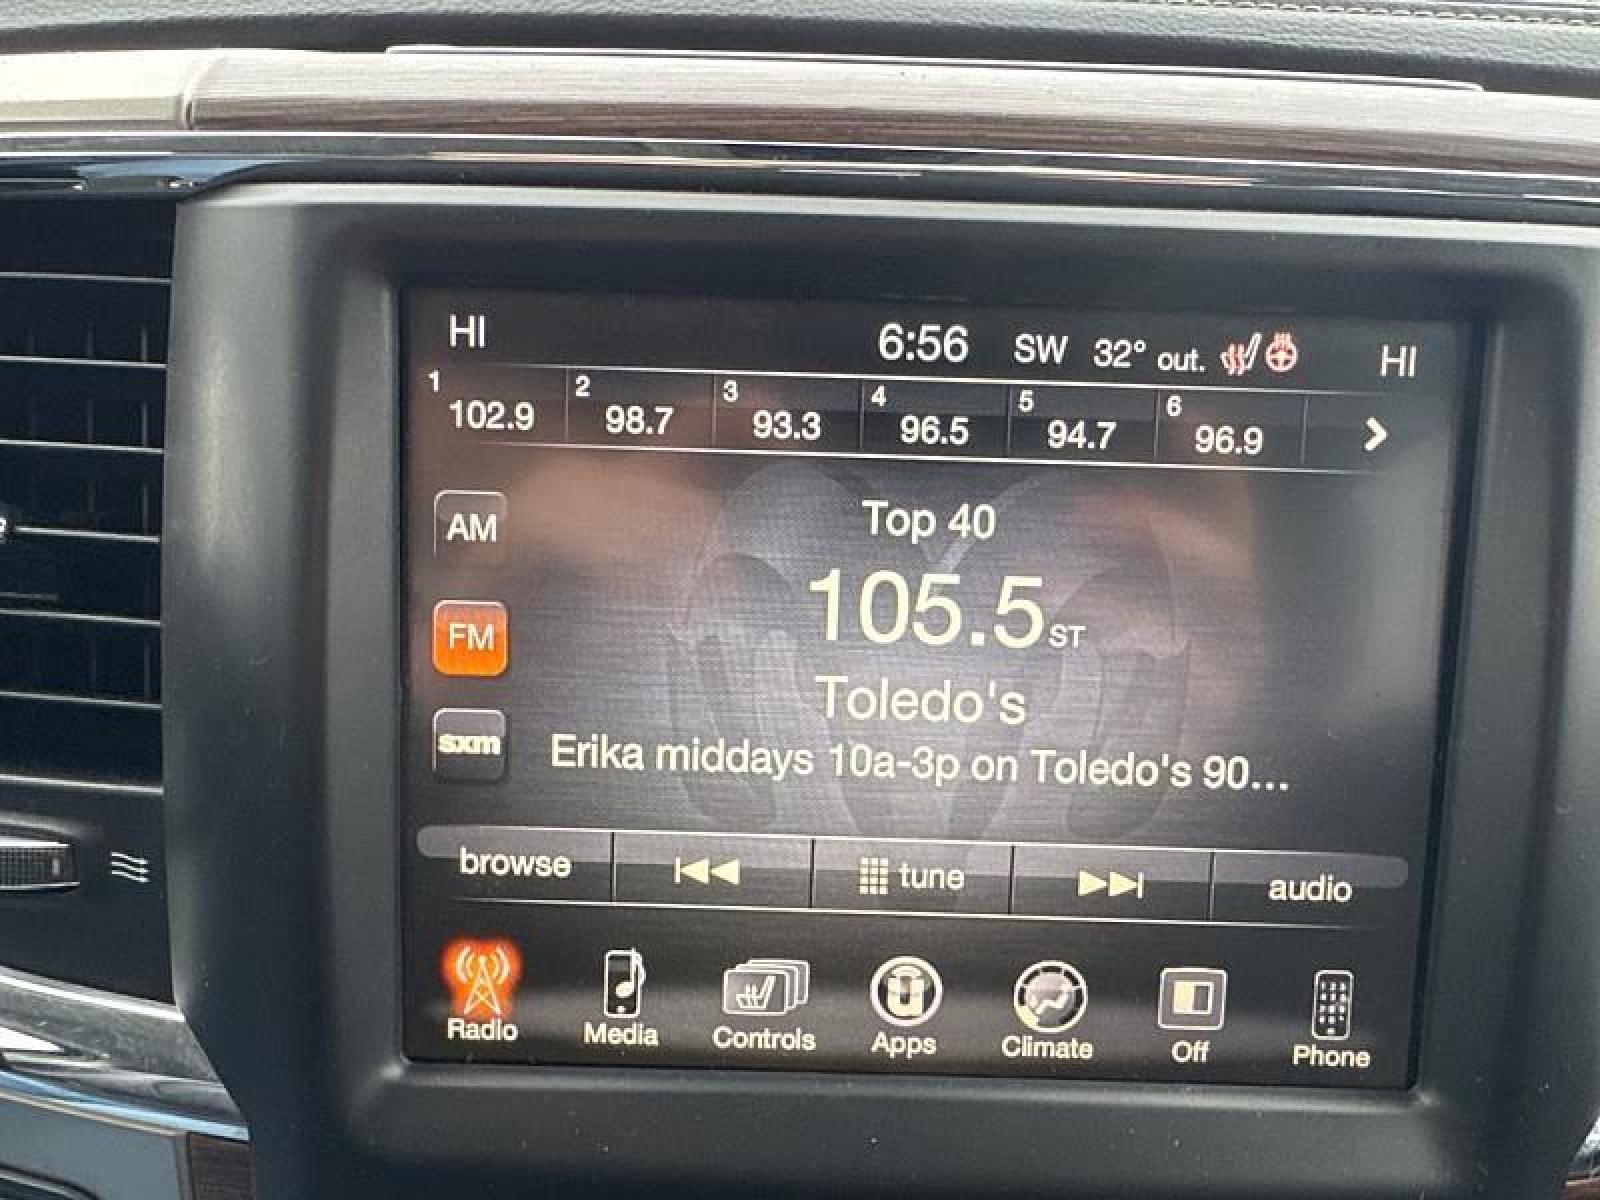 HI 6:56 SW 32° out. HI
1 102.9 2 98.7 3 93.3 4 96.5 5 94.7 6 96.9
AM
Top 40
105.5 ST
FM
Toledo's
sxm
Erika middays 10a-3p on Toledo's 90...
browse tune audio
Radio Media Controls Apps Climate Off Phone